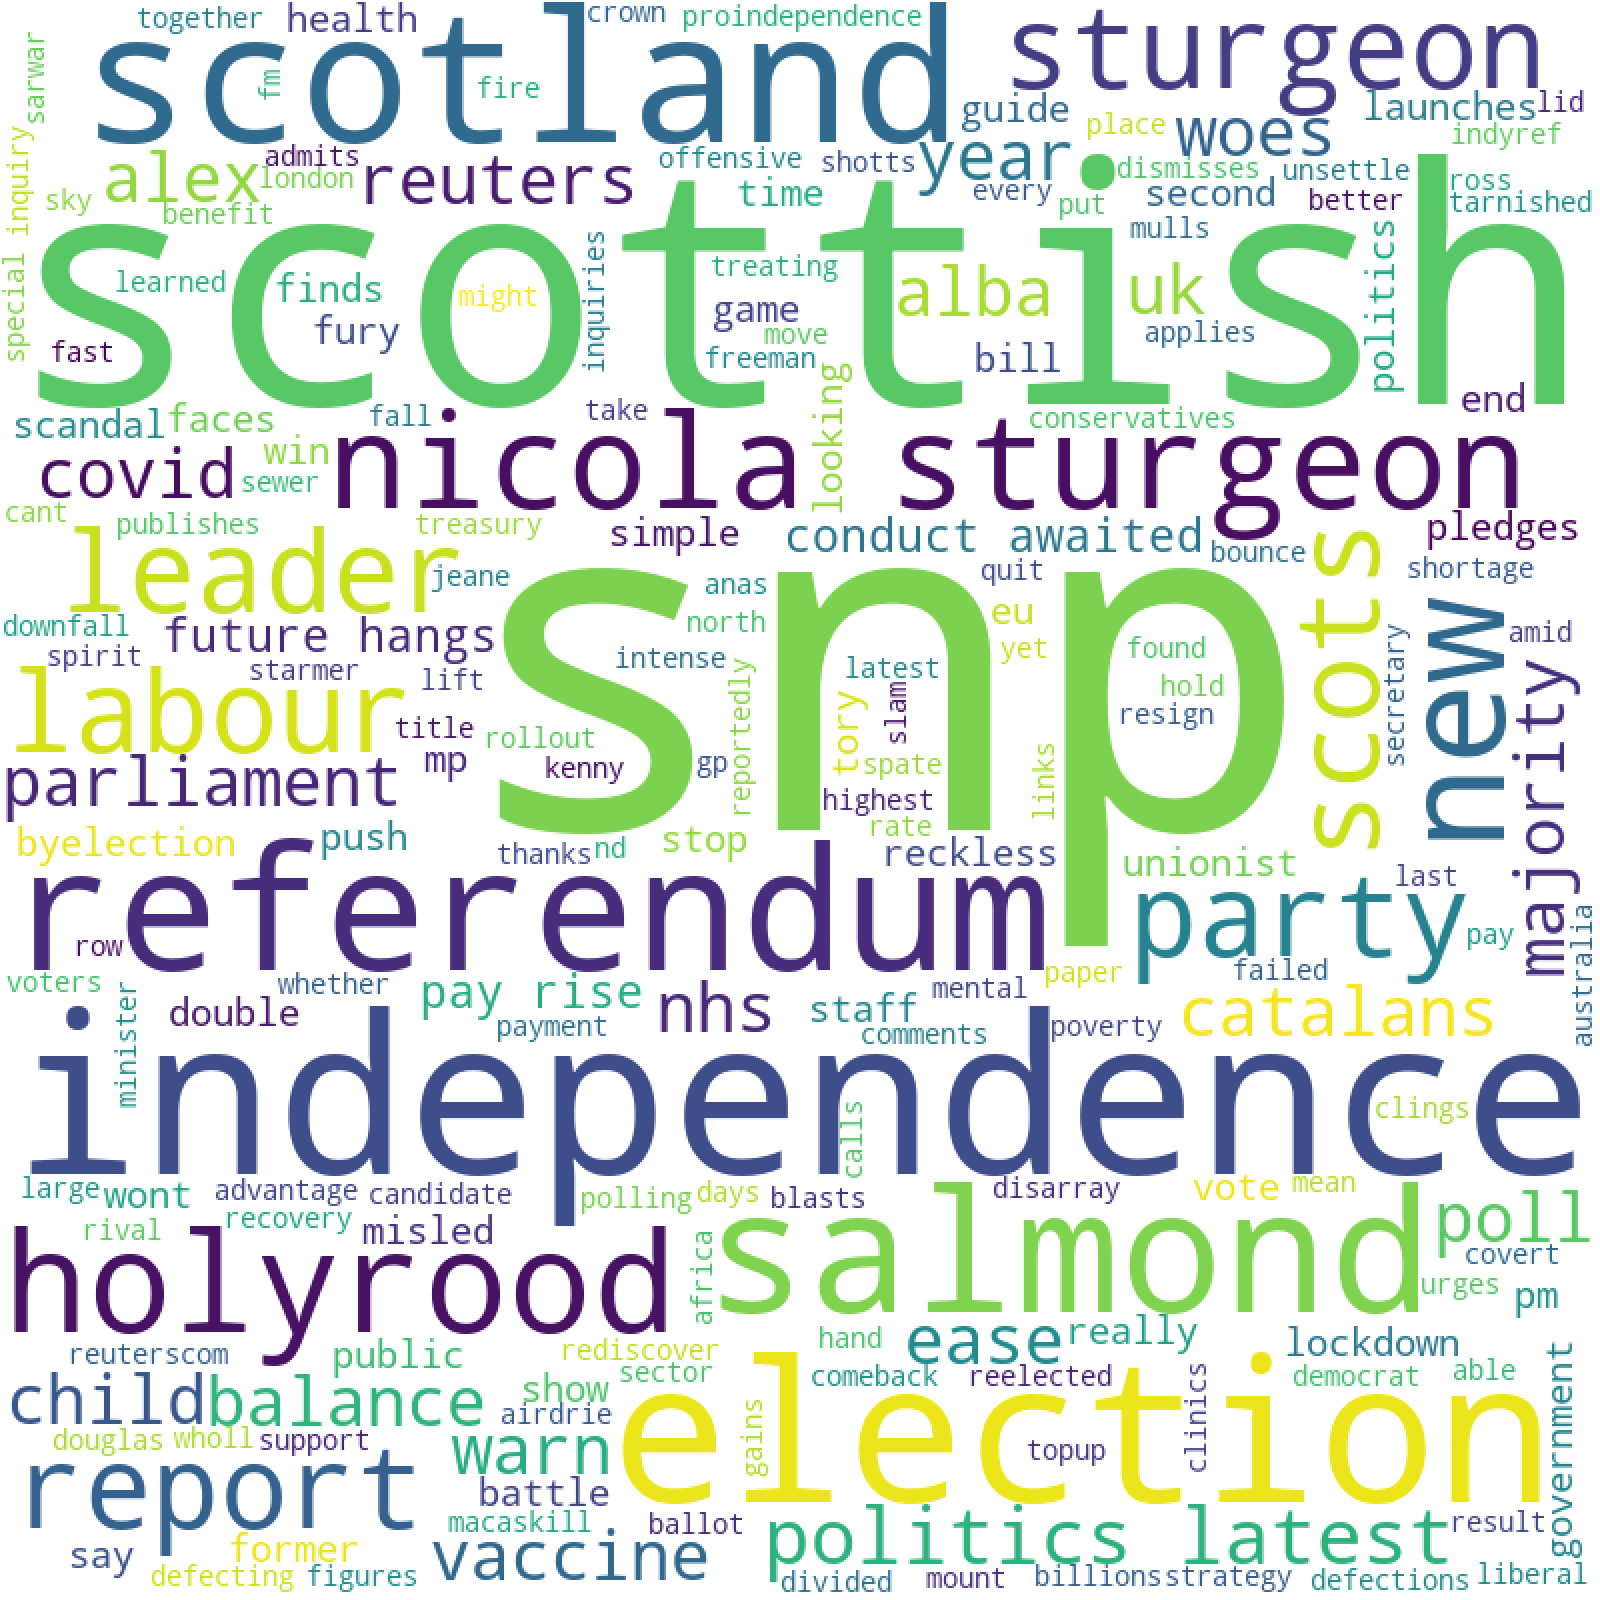 together health crown proindependence
scotland sturgeon
sarwar fm fire guide place woes launches lid
indyref
alex admits reuters offensive shotts year dismisses unsettle ross
london time every second better tarnished
sky benefit put mulls
special inquiry
scottish
learned finds might inquiries treating alba uk politics
fury game move applies
fast freeman bill
looking end
scandal faces fall take conservatives
covid win nicola sturgeon
sewer
cant publishes treasury simple conduct awaited bounce pledges
leader jeane anas quit scots shortage
snp
downfall future hangs north eu new amid
spirit starmer intense yet found secretary majority
labour lift reportedly latest hold
title rollout tory slam resign
parliament mp kenny gp spate links
highest
byelection push thanks nd stop rate reckless unionist
referendum party last
row pay australia
voters whether pay rise nhs staff mental paper failed
minister double payment comments poverty catalans
independence
calls clings
large wont advantage candidate polling days blasts disarray vote mean
rival recovery misled salmond poll
holyrood africa covert
urges pm
reuterscom public rediscover hand ease really lockdown government
child balance show sector comeback reelected clinics democrat able
airdrie election
douglas wholl support warn gains topup
report battle
macaskill ballot politics latest result
say former vaccine
defecting figures divided mount billions strategy defections liberal